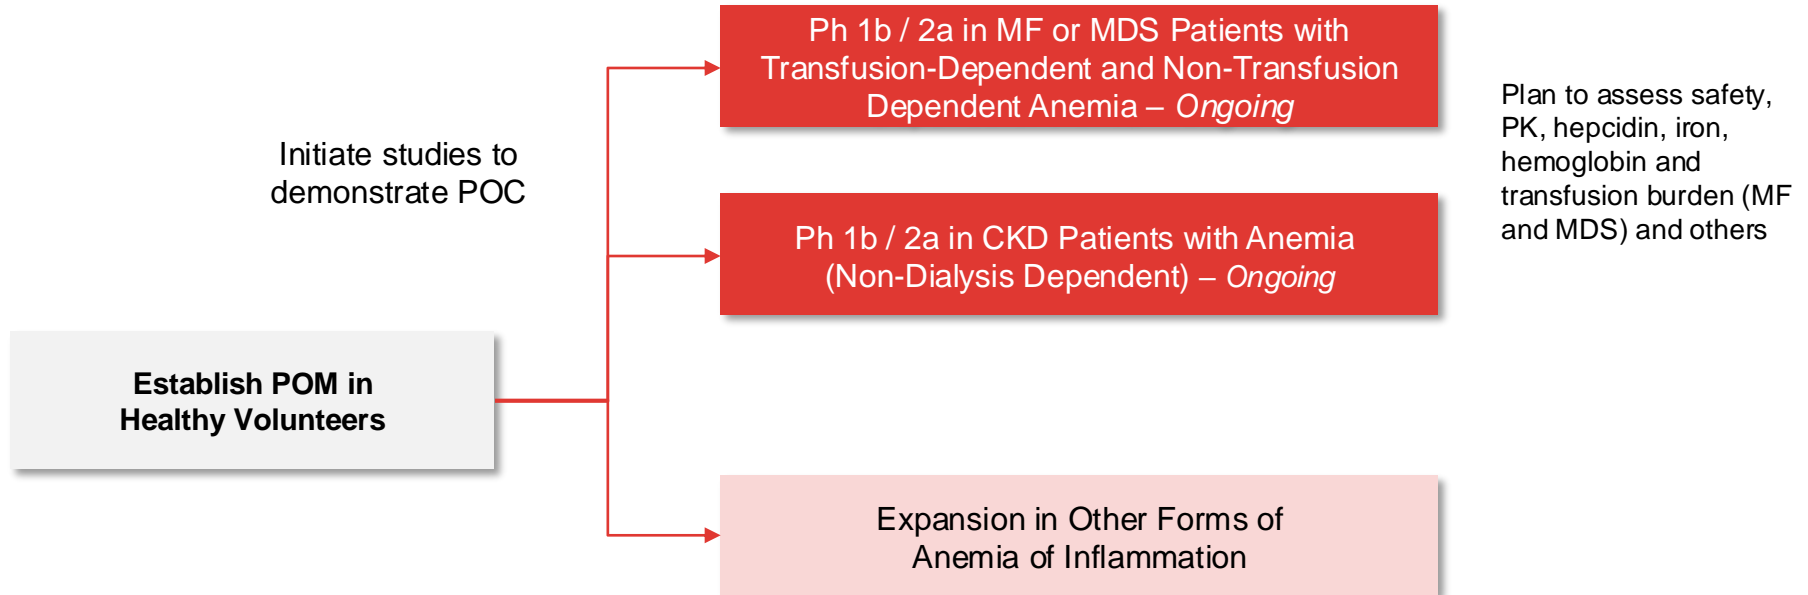 Ph 1b / 2a in MF or MDS Patients with
Transfusion-Dependent and Non-Transfusion
Dependent Anemia – Ongoing
Plan to assess safety,
PK, hepcidin, iron,
hemoglobin and
transfusion burden (MF
and MDS) and others
Initiate studies to
demonstrate POC
Ph 1b / 2a in CKD Patients with Anemia
(Non-Dialysis Dependent) – Ongoing
Establish POM in
Healthy Volunteers
Expansion in Other Forms of
Anemia of Inflammation